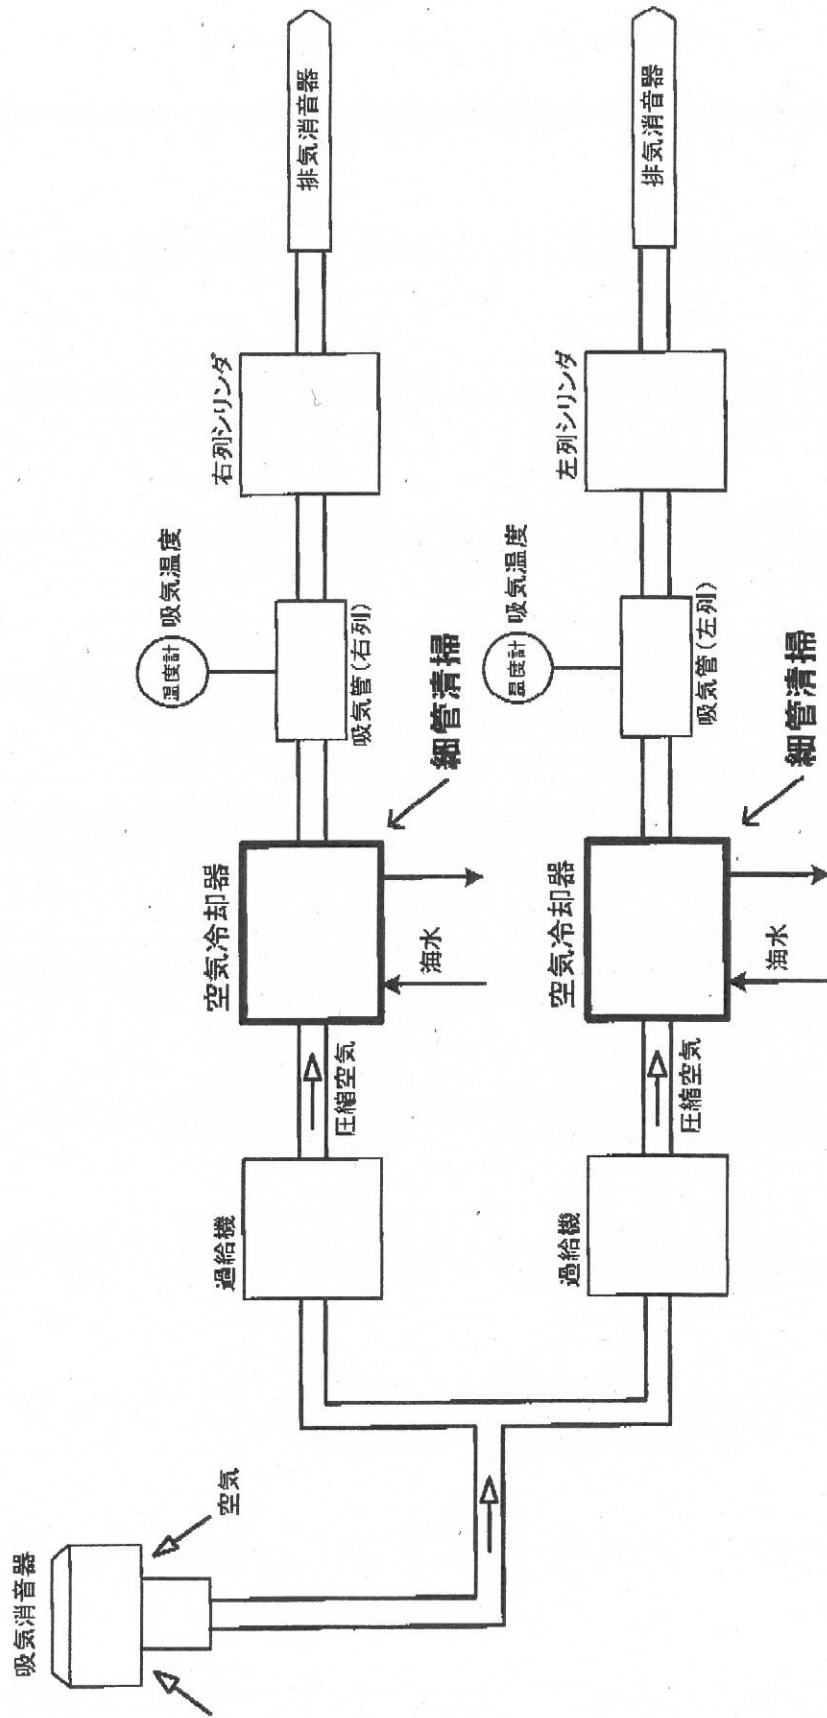 吸気消音器
空気
過給機
圧縮空気
空気冷却器
海水
細管清掃
吸気管(右列)
温度計
吸気温度
右列シリンダ
排気消音器
過給機
圧縮空気
空気冷却器
海水
細管清掃
吸気管(左列)
温度計
吸気温度
左列シリンダ
排気消音器